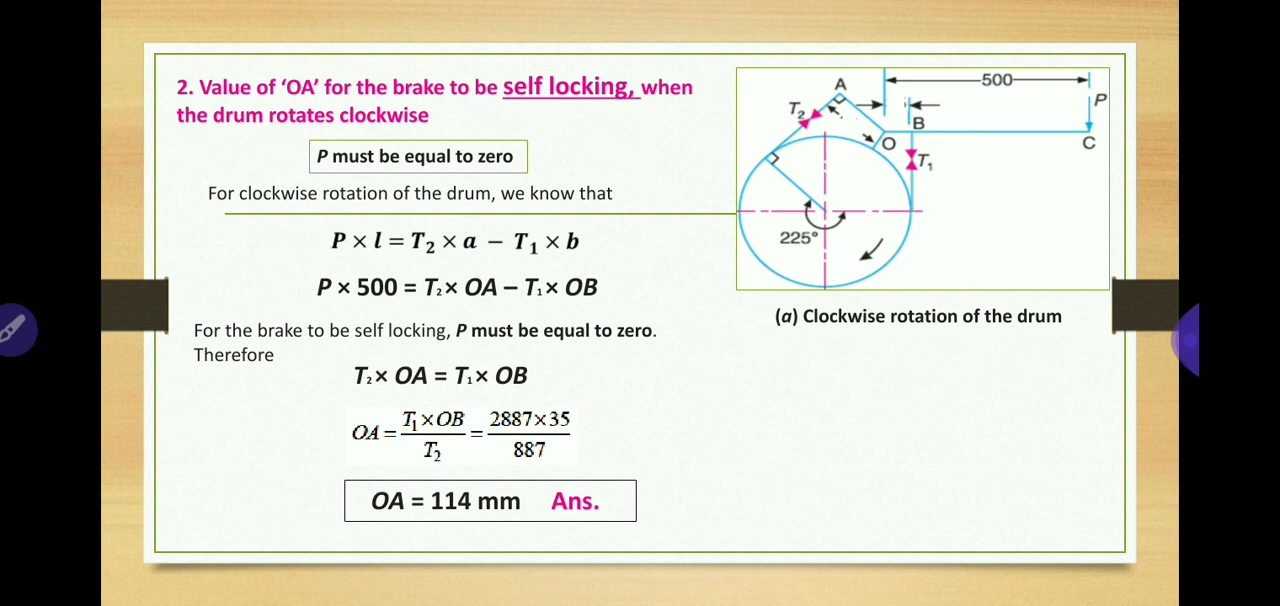 2. Value of ‘OA’ for the brake to be self locking, when
the drum rotates clockwise
P must be equal to zero
For clockwise rotation of the drum, we know that
P × l = T₂ × a − T₁ × b
P × 500 = T₂× OA – T₁× OB
For the brake to be self locking, P must be equal to zero.
Therefore
T₂× OA = T₁× OB
OA = T₁×OB / T₂ = 2887×35 / 887
OA = 114 mm Ans.
500
A
P
T₂
B
O
C
T₁
225°
(a) Clockwise rotation of the drum